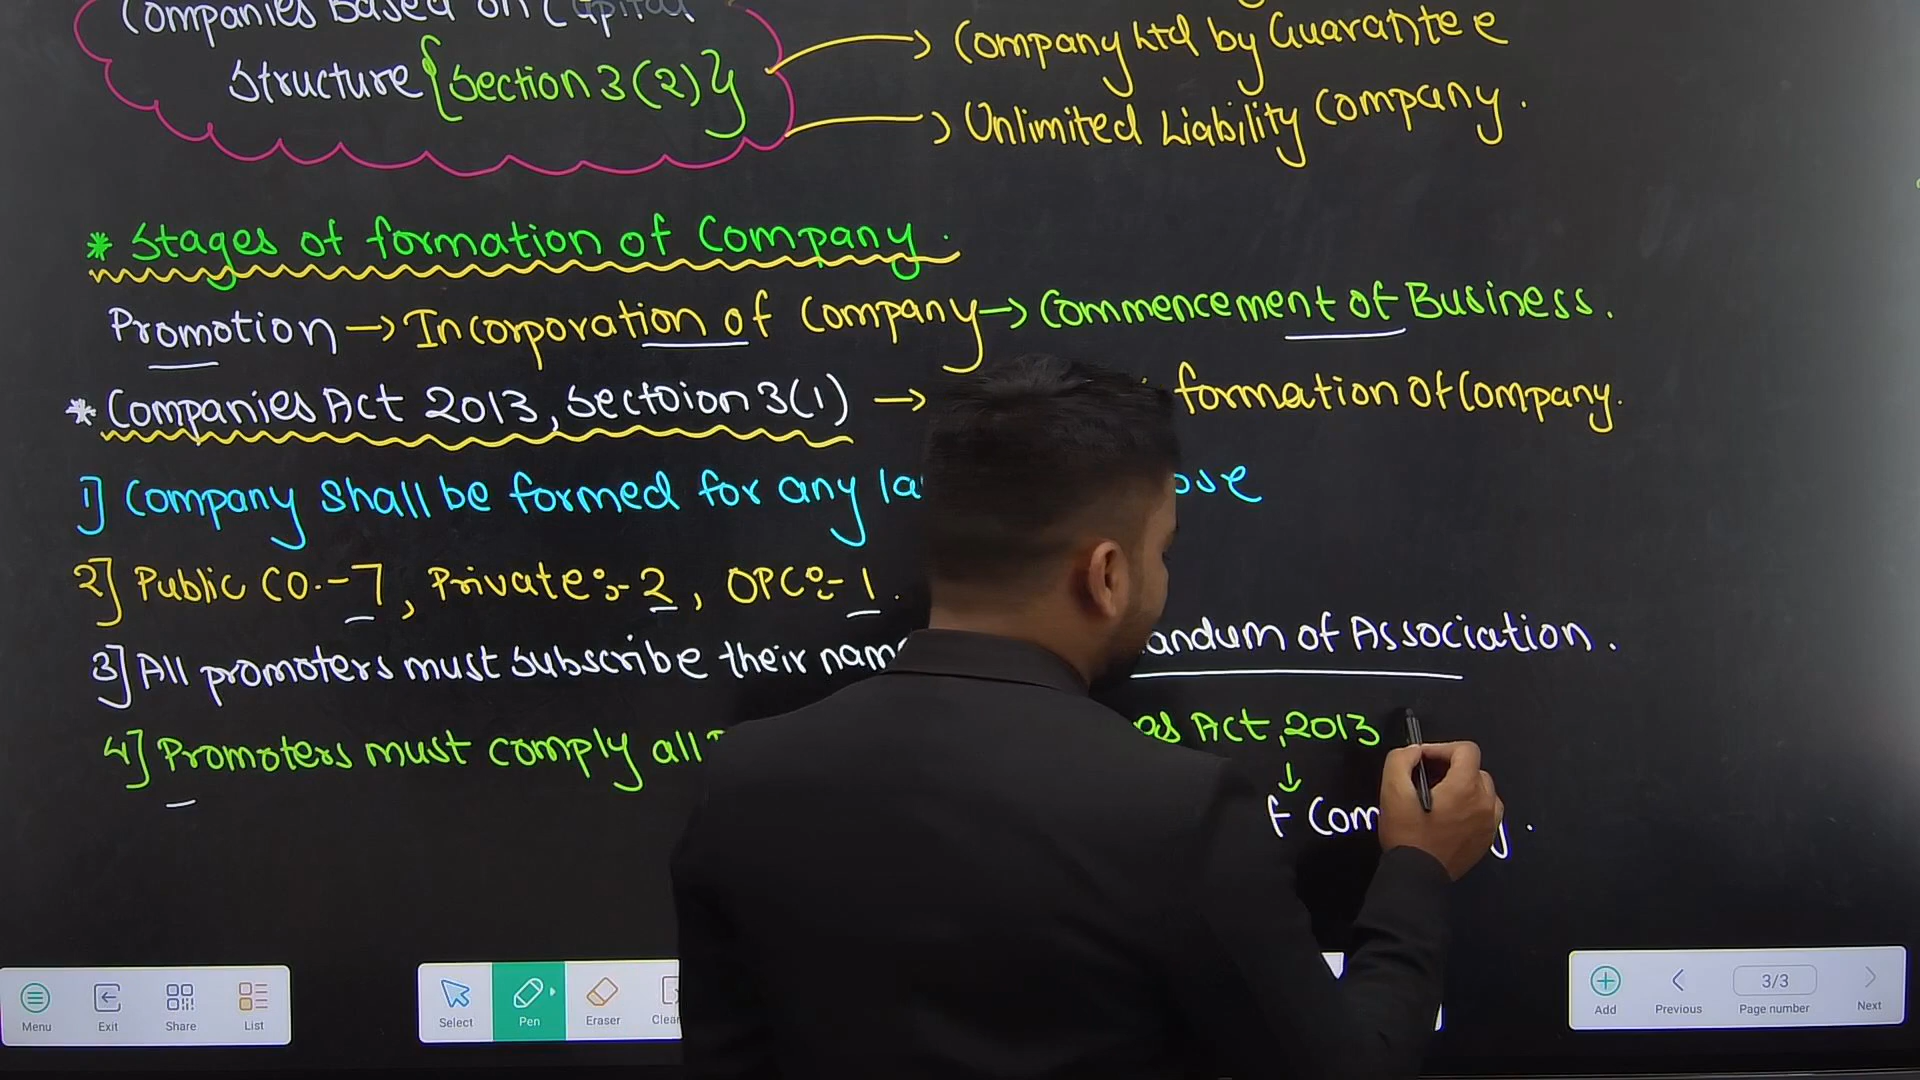 Companies Based on Capital
Structure {Section 3(2)}
→ Company Ltd by Guarantee
→ Unlimited Liability Company.
* Stages of formation of Company.
Promotion → Incorporation of Company → Commencement of Business.
* Companies Act 2013, Sectoion 3(1) → formation of Company.
1] Company shall be formed for any
2] Public Co.-7, Private:-2, OPC:-1.
3] All promoters must subscribe their of Association.
4] Promoters must comply all Act, 2013
↓
Menu Exit Share List Select Pen Eraser Add Previous 3/3 Page number Next